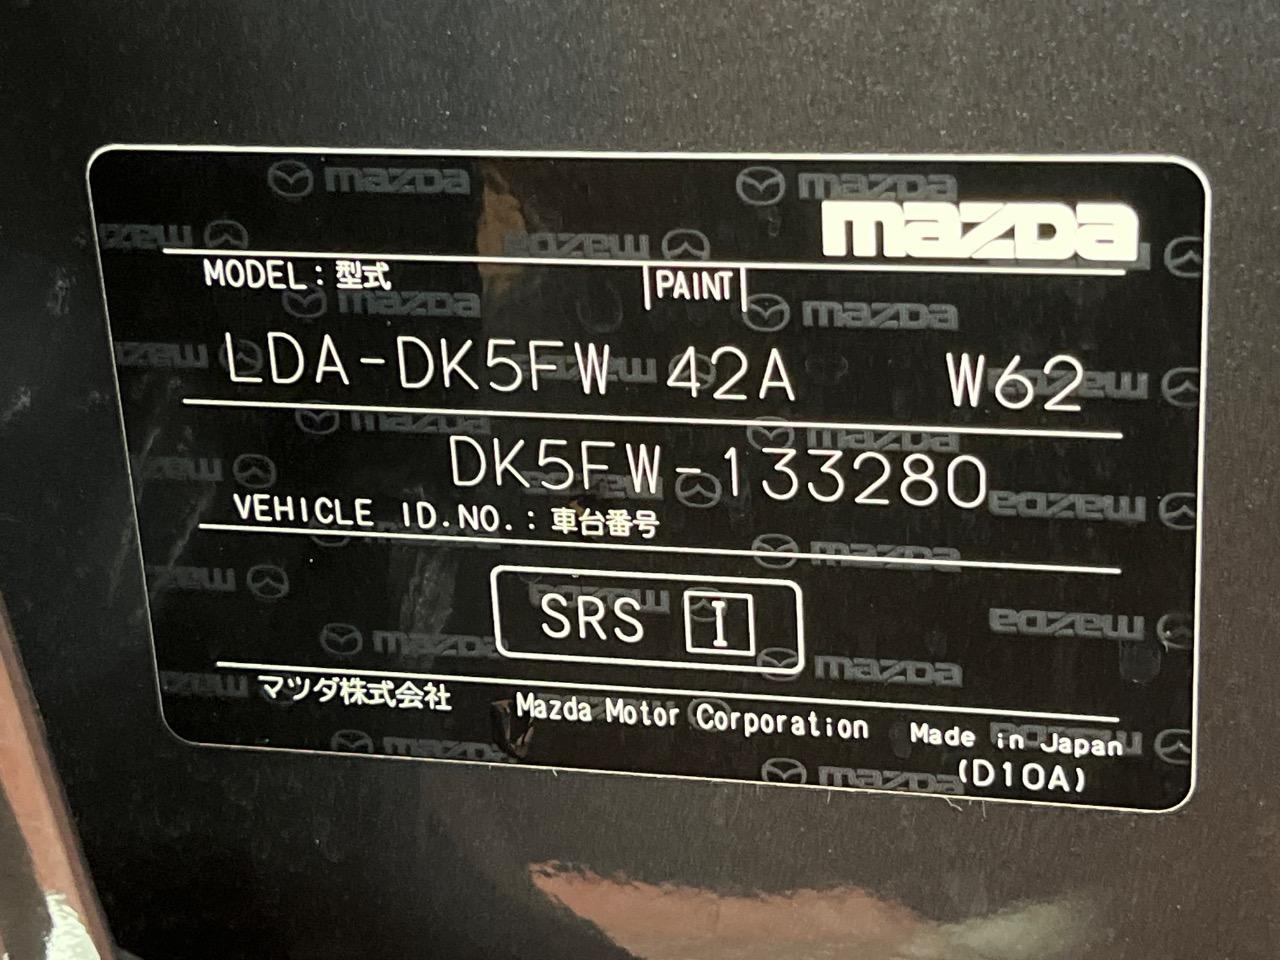 mazda
MODEL：型式 PAINT
LDA-DK5FW 42A W62
DK5FW-133280
VEHICLE ID.NO.：車台番号
SRS I
マツダ株式会社 Mazda Motor Corporation Made in Japan
(D10A)